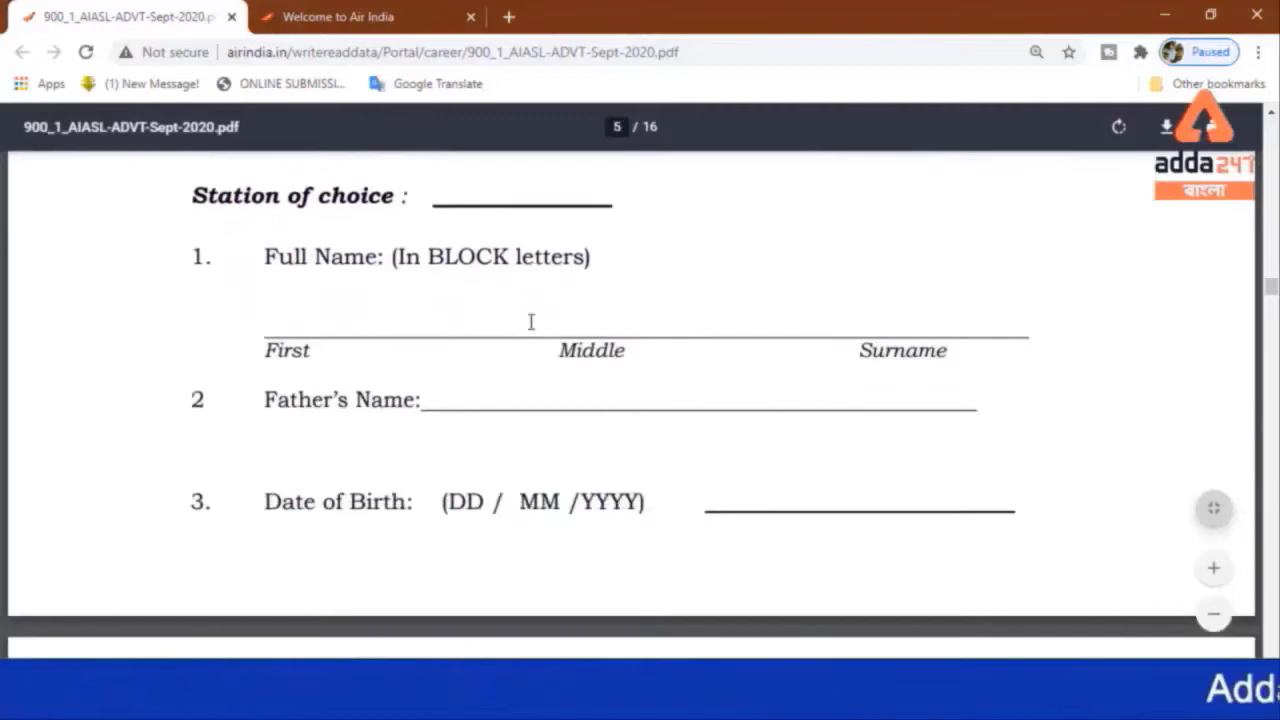 900_1_AIASL-ADVT-Sept-2020.p
Welcome to Air India
Not secure
airindia.in/writereaddata/Portal/career/900_1_AIASL-ADVT-Sept-2020.pdf
Paused
Apps
(1) New Message!
ONLINE SUBMISSI...
Google Translate
Other bookmarks
900_1_AIASL-ADVT-Sept-2020.pdf
5 / 16
adda247
বাংলা
Station of choice :
1. Full Name: (In BLOCK letters)
First Middle Surname
2 Father's Name:
3. Date of Birth: (DD / MM /YYYY)
Adda